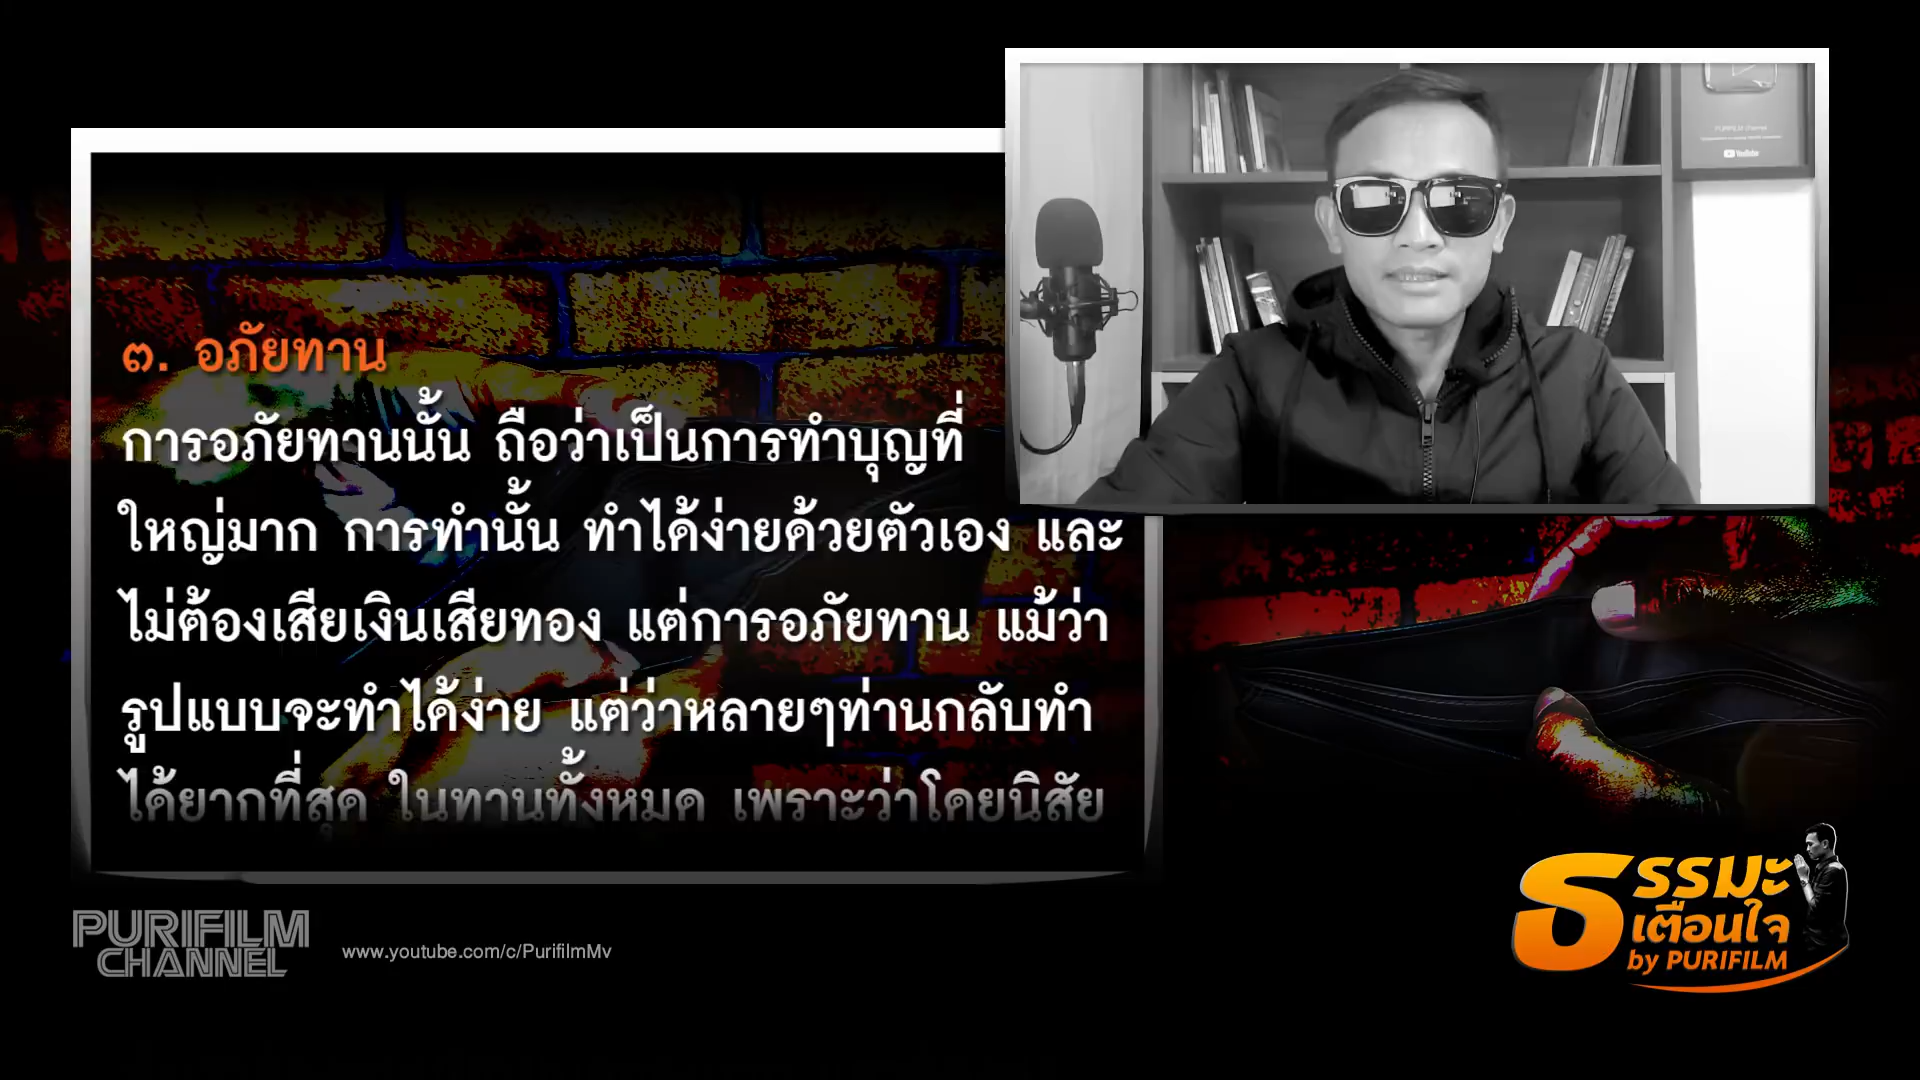 ๓. อภัยทาน
การอภัยทานนั้น ถือว่าเป็นการทำบุญที่
ใหญ่มาก การทำนั้น ทำได้ง่ายด้วยตัวเอง และ
ไม่ต้องเสียเงินเสียทอง แต่การอภัยทาน แม้ว่า
รูปแบบจะทำได้ง่าย แต่ว่าหลายๆท่านกลับทำ
ได้ยากที่สุด ในทานทั้งหมด เพราะว่าโดยนิสัย
PURIFILM channel
YouTube
PURIFILM
CHANNEL
www.youtube.com/c/PurifilmMv
ธรรมะ
เตือนใจ
by PURIFILM